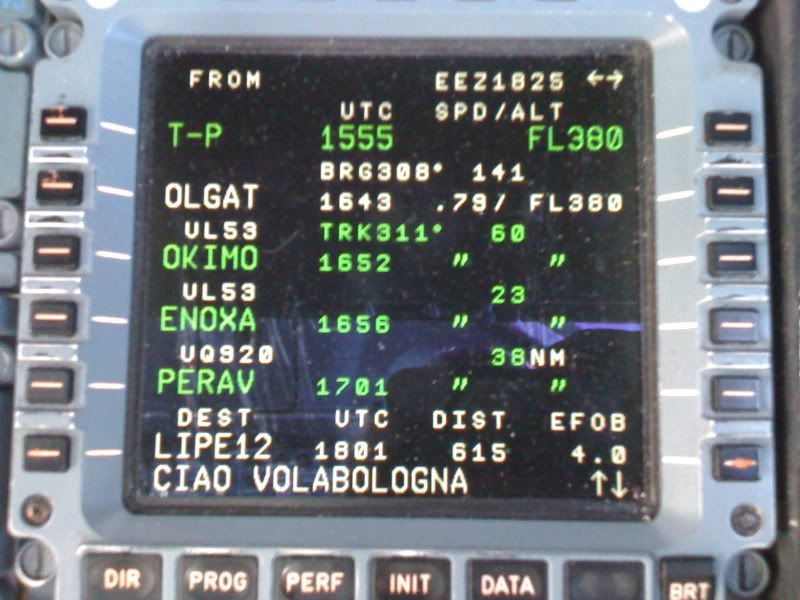 FROM EEZ1825 ←→
UTC SPD/ALT
T-P 1555 FL380
BRG308° 141
OLGAT 1643 .79/ FL380
UL53 TRK311° 60
OKIMO 1652 " "
UL53 23
ENOXA 1656 " "
UQ920 38NM
PERAV 1701 " "
DEST UTC DIST EFOB
LIPE12 1801 615 4.0
CIAO VOLABOLOGNA ↑↓
DIR PROG PERF INIT DATA BRT